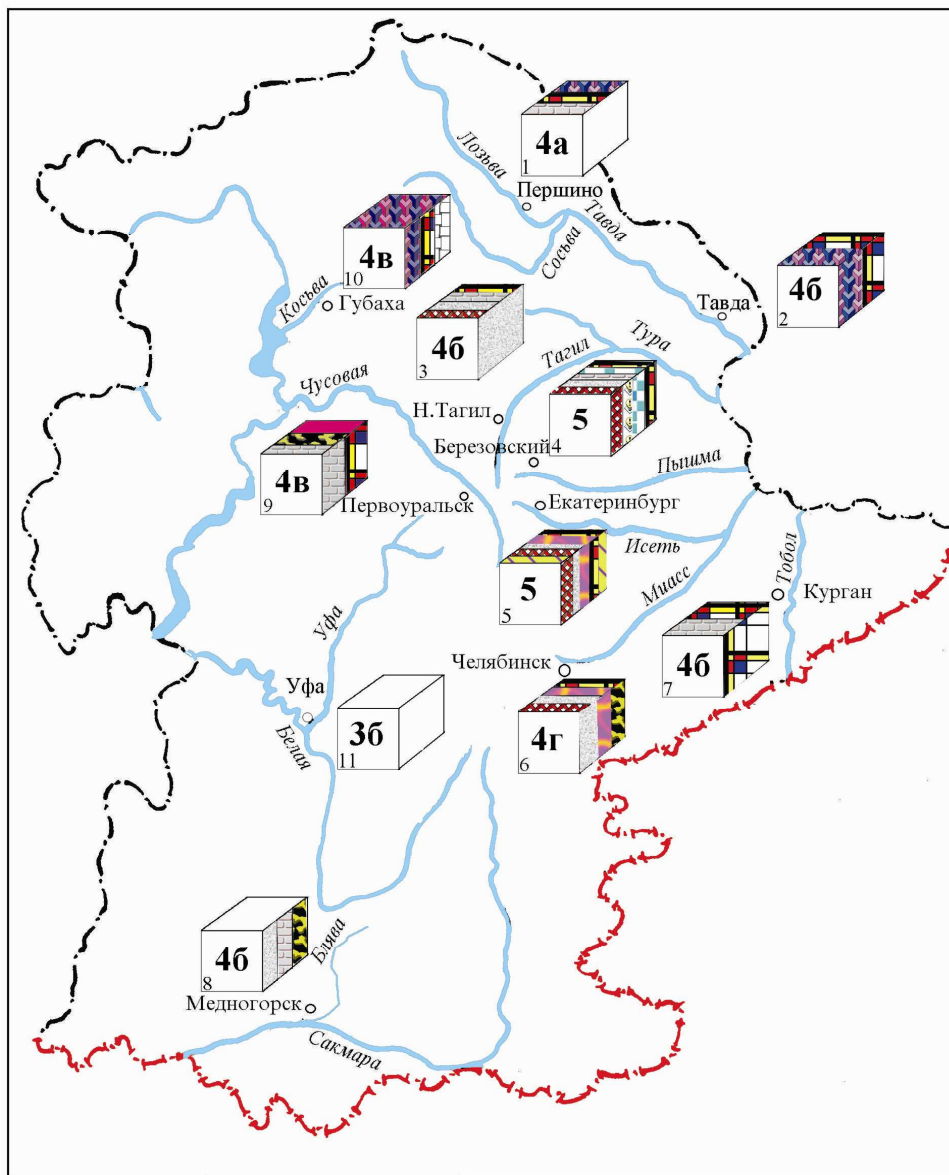 4а
1
Лозьва
Першино
Тавда
Сосьва
4в
10
Косьва
Губаха
4б
2
Тавда
4б
3
Тура
Тагил
Чусовая
Н.Тагил
5
4
Березовский
Пышма
4в
9
Первоуральск
Екатеринбург
Исеть
5
5
Миасс
Тобол
Курган
Уфа
4б
7
Челябинск
Уфа
Белая
3б
11
4г
6
4б
8
Блява
Медногорск
Сакмара